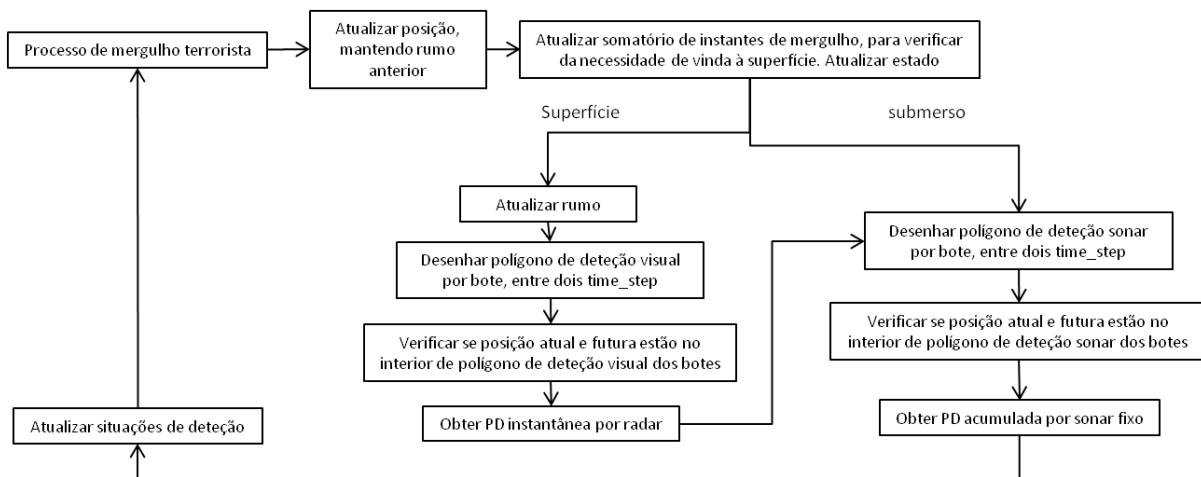 Processo de mergulho terrorista
Atualizar posição,
mantendo rumo
anterior
Atualizar somatório de instantes de mergulho, para verificar
da necessidade de vinda à superfície. Atualizar estado
Superfície
submerso
Atualizar rumo
Desenhar polígono de deteção visual
por bote, entre dois time_step
Verificar se posição atual e futura estão no
interior de polígono de deteção visual dos botes
Obter PD instantânea por radar
Desenhar polígono de deteção sonar
por bote, entre dois time_step
Verificar se posição atual e futura estão no
interior de polígono de deteção sonar dos botes
Obter PD acumulada por sonar fixo
Atualizar situações de deteção